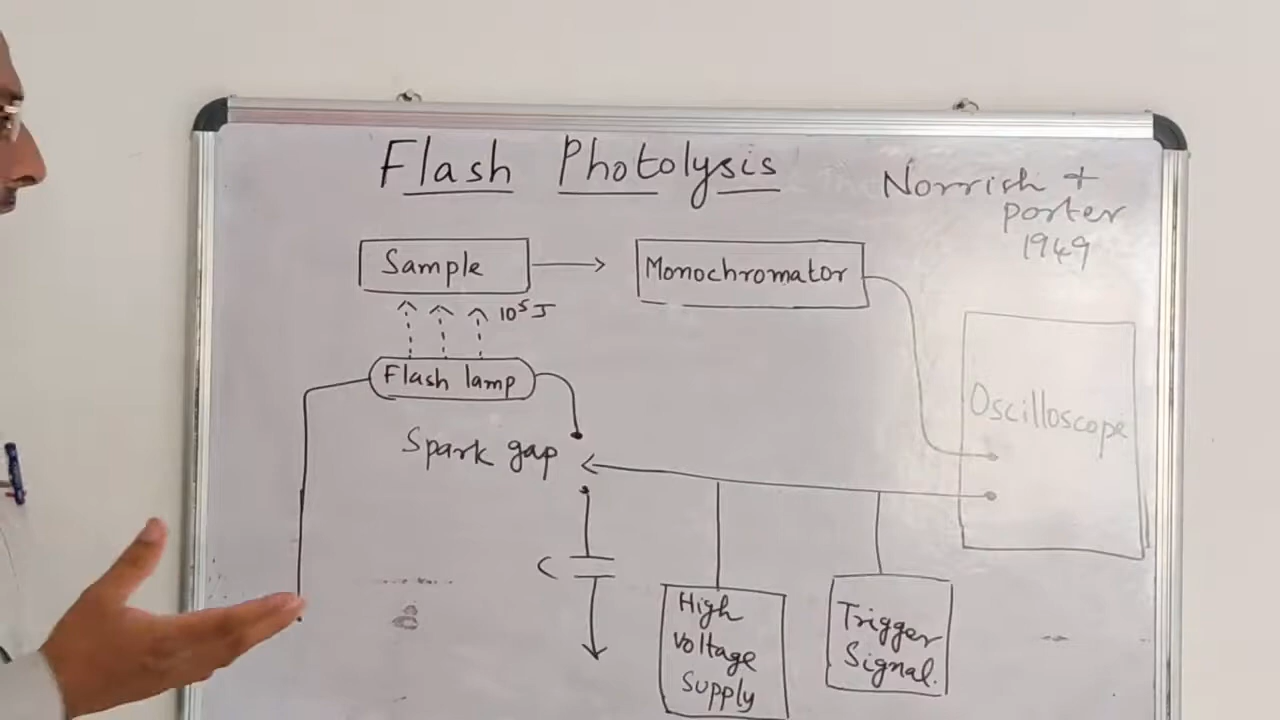 Flash Photolysis
Norrish +
porter
1949
Sample
Monochromator
10⁵ J
Flash lamp
Oscilloscope
Spark gap
C
High
voltage
Supply
Trigger
Signal.